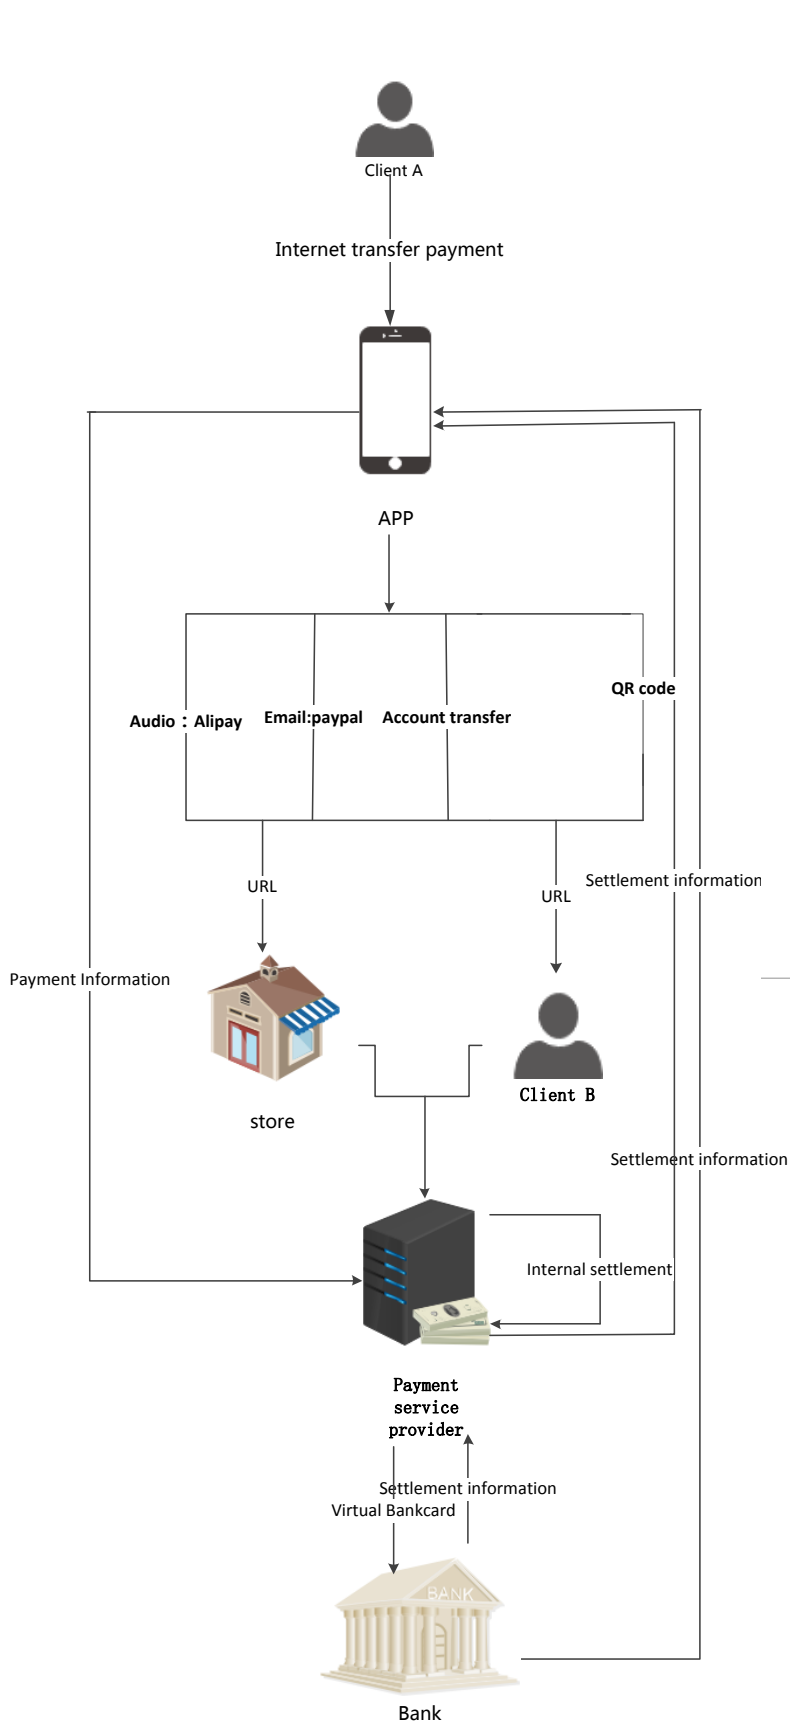 Client A
Internet transfer payment
APP
QR code
Audio：Alipay
Email:paypal
Account transfer
Settlement information
URL
URL
Payment Information
Client B
store
Settlement information
Internal settlement
Payment
service
provider
Settlement information
Virtual Bankcard
BANK
Bank